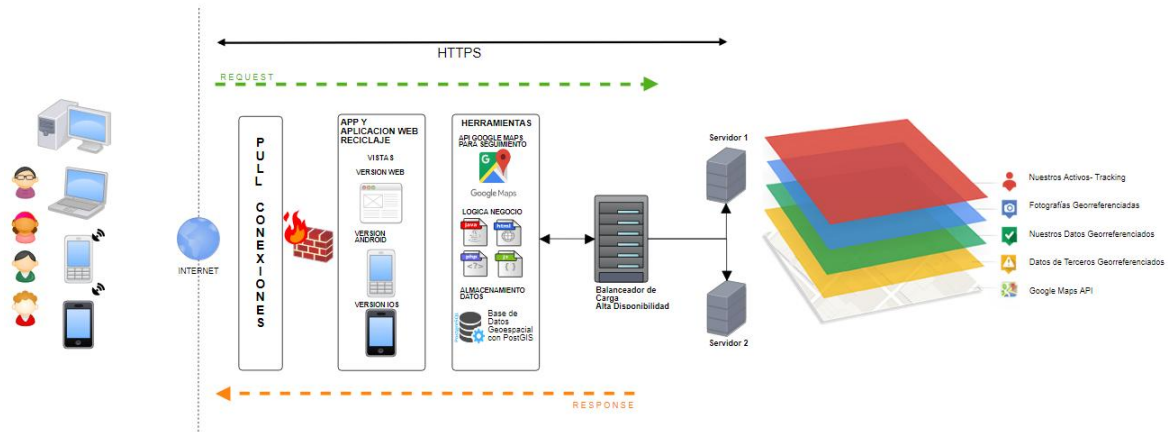 HTTPS
REQUEST
INTERNET
PULL CONEXIONES
APP Y
APLICACION WEB
RECICLAJE
VISTAS
VERSION WEB
VERSION
ANDROID
VERSION IOS
HERRAMIENTAS
API GOOGLE MAPS
PARA SEGUIMIENTO
G
Google Maps
LOGICA NEGOCIO
java
html
php
<?>
js
{ }
ALMACENAMIENTO
DATOS
Base de
Datos
Geoespacial
con PostGIS
Balanceador de
Carga
Alta Disponibilidad
Servidor 1
Servidor 2
Nuestros Activos- Tracking
Fotografías Georreferenciadas
Nuestros Datos Georreferenciados
Datos de Terceros Georreferenciados
Google Maps API
RESPONSE